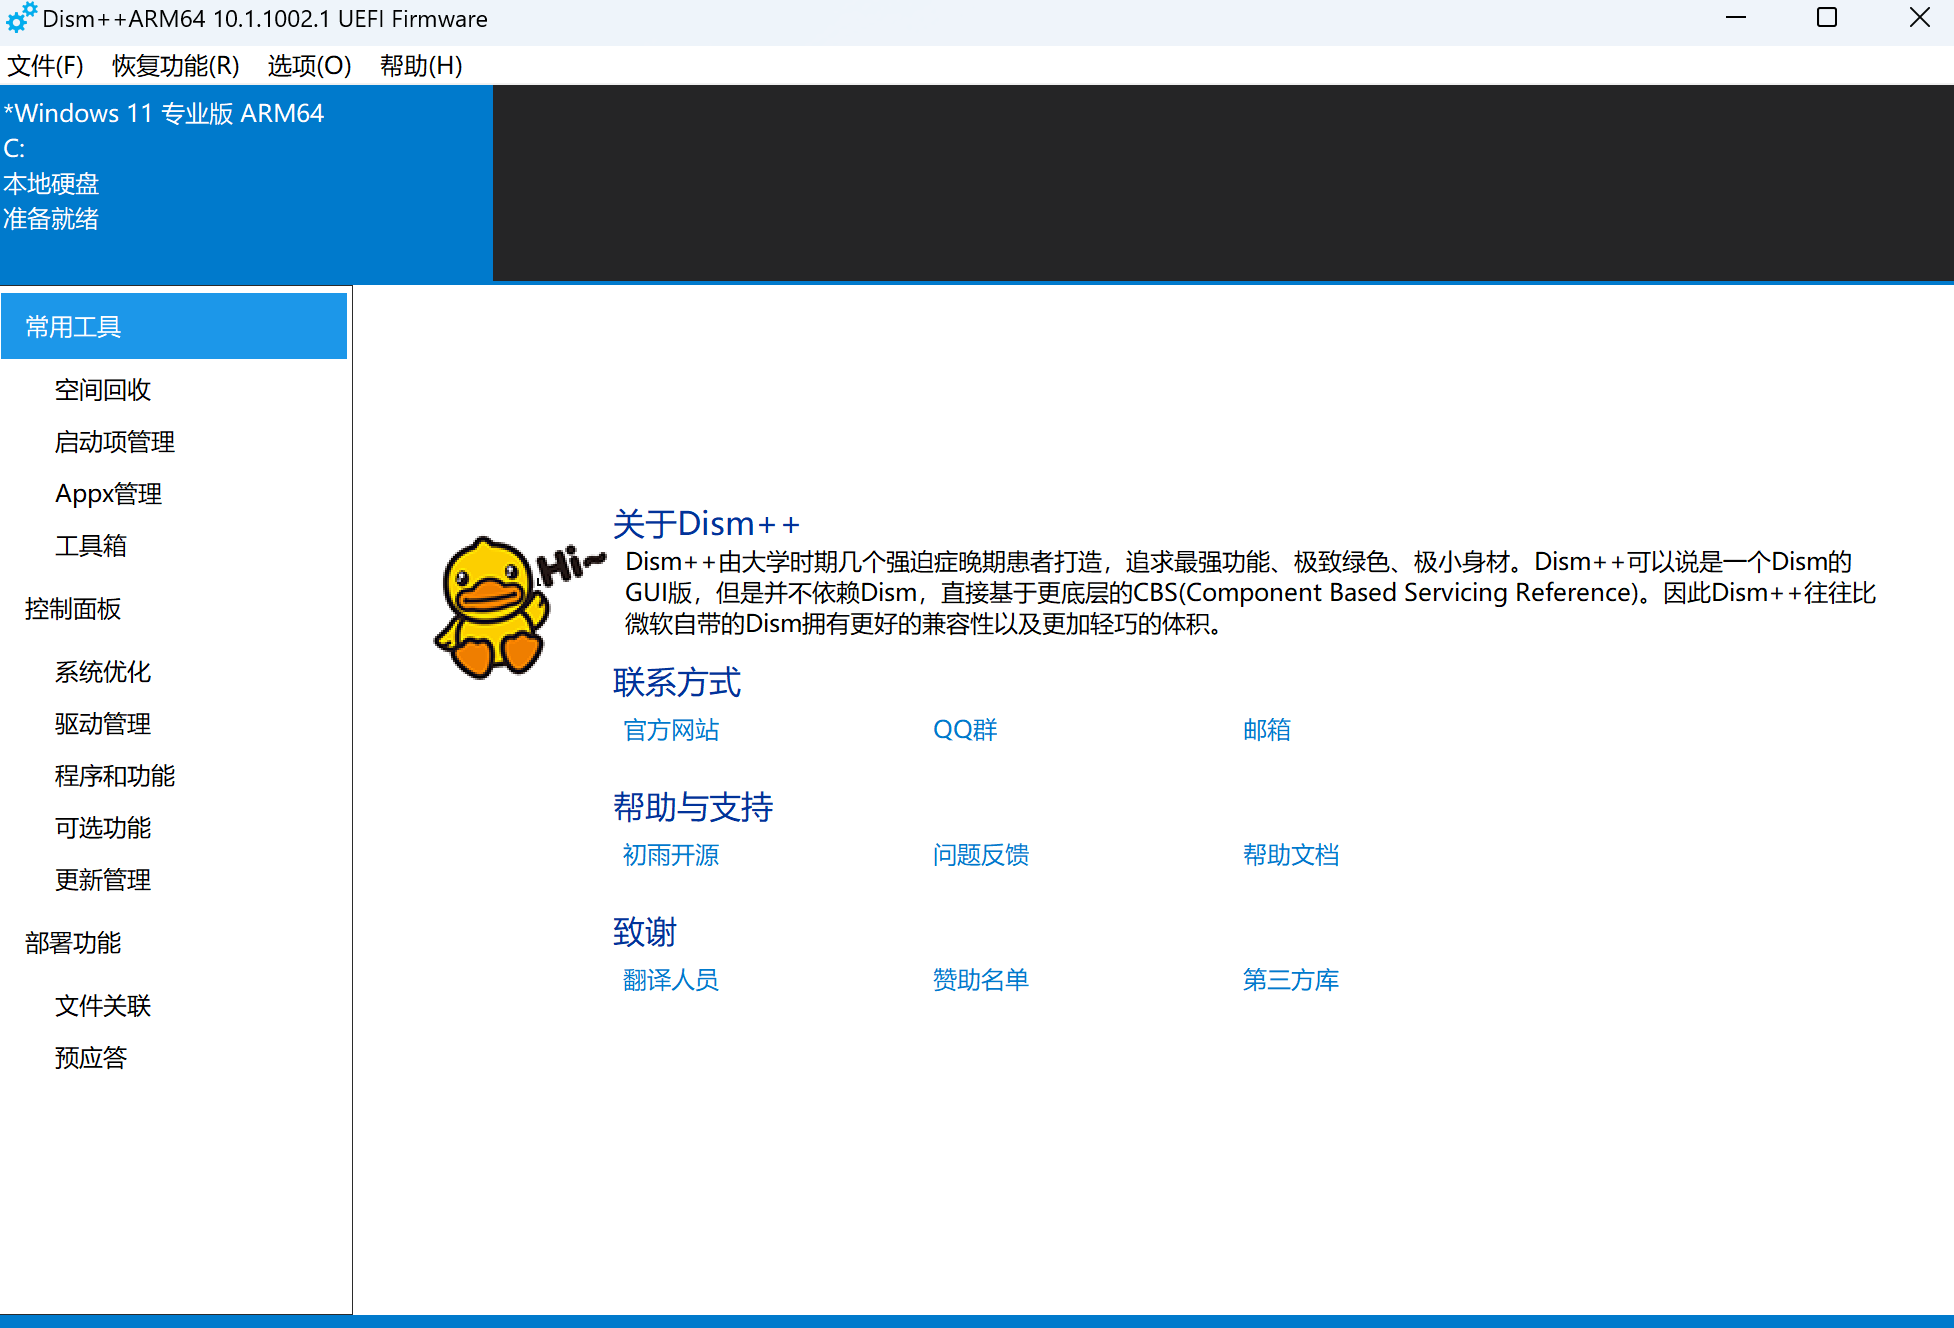 Dism++ARM64 10.1.1002.1 UEFI Firmware
文件(F) 恢复功能(R) 选项(O) 帮助(H)
*Windows 11 专业版 ARM64
C:
本地硬盘
准备就绪
常用工具
空间回收
启动项管理
Appx管理
工具箱
控制面板
系统优化
驱动管理
程序和功能
可选功能
更新管理
部署功能
文件关联
预应答
Hi~
关于Dism++
Dism++由大学时期几个强迫症晚期患者打造，追求最强功能、极致绿色、极小身材。Dism++可以说是一个Dism的
GUI版，但是并不依赖Dism，直接基于更底层的CBS(Component Based Servicing Reference)。因此Dism++往往比
微软自带的Dism拥有更好的兼容性以及更加轻巧的体积。
联系方式
官方网站 QQ群 邮箱
帮助与支持
初雨开源 问题反馈 帮助文档
致谢
翻译人员 赞助名单 第三方库